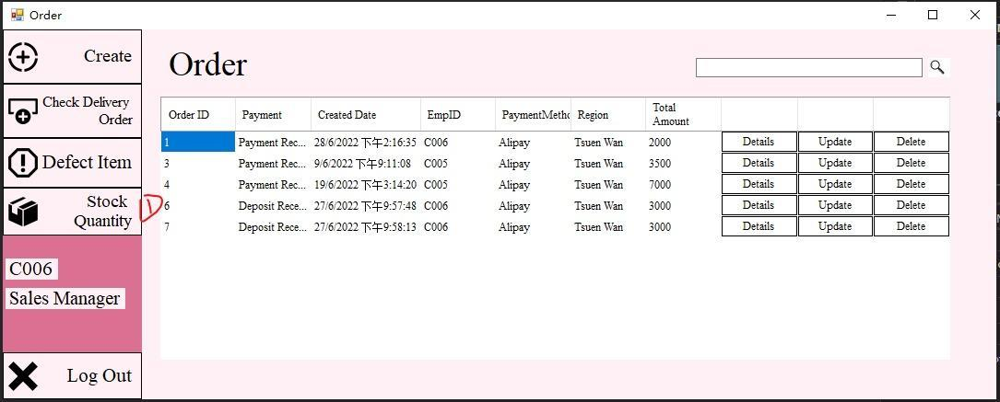 Order
Create
Check Delivery
Order
Defect Item
Stock
Quantity
1
C006
Sales Manager
Log Out
Order
Order ID Payment Created Date EmpID PaymentMetho Region Total Amount
1 Payment Rec... 28/6/2022 下午2:16:35 C006 Alipay Tsuen Wan 2000 Details Update Delete
3 Payment Rec... 9/6/2022 下午9:11:08 C005 Alipay Tsuen Wan 3500 Details Update Delete
4 Payment Rec... 19/6/2022 下午3:14:20 C005 Alipay Tsuen Wan 7000 Details Update Delete
6 Deposit Rece... 27/6/2022 下午9:57:48 C006 Alipay Tsuen Wan 3000 Details Update Delete
7 Deposit Rece... 27/6/2022 下午9:58:13 C006 Alipay Tsuen Wan 3000 Details Update Delete